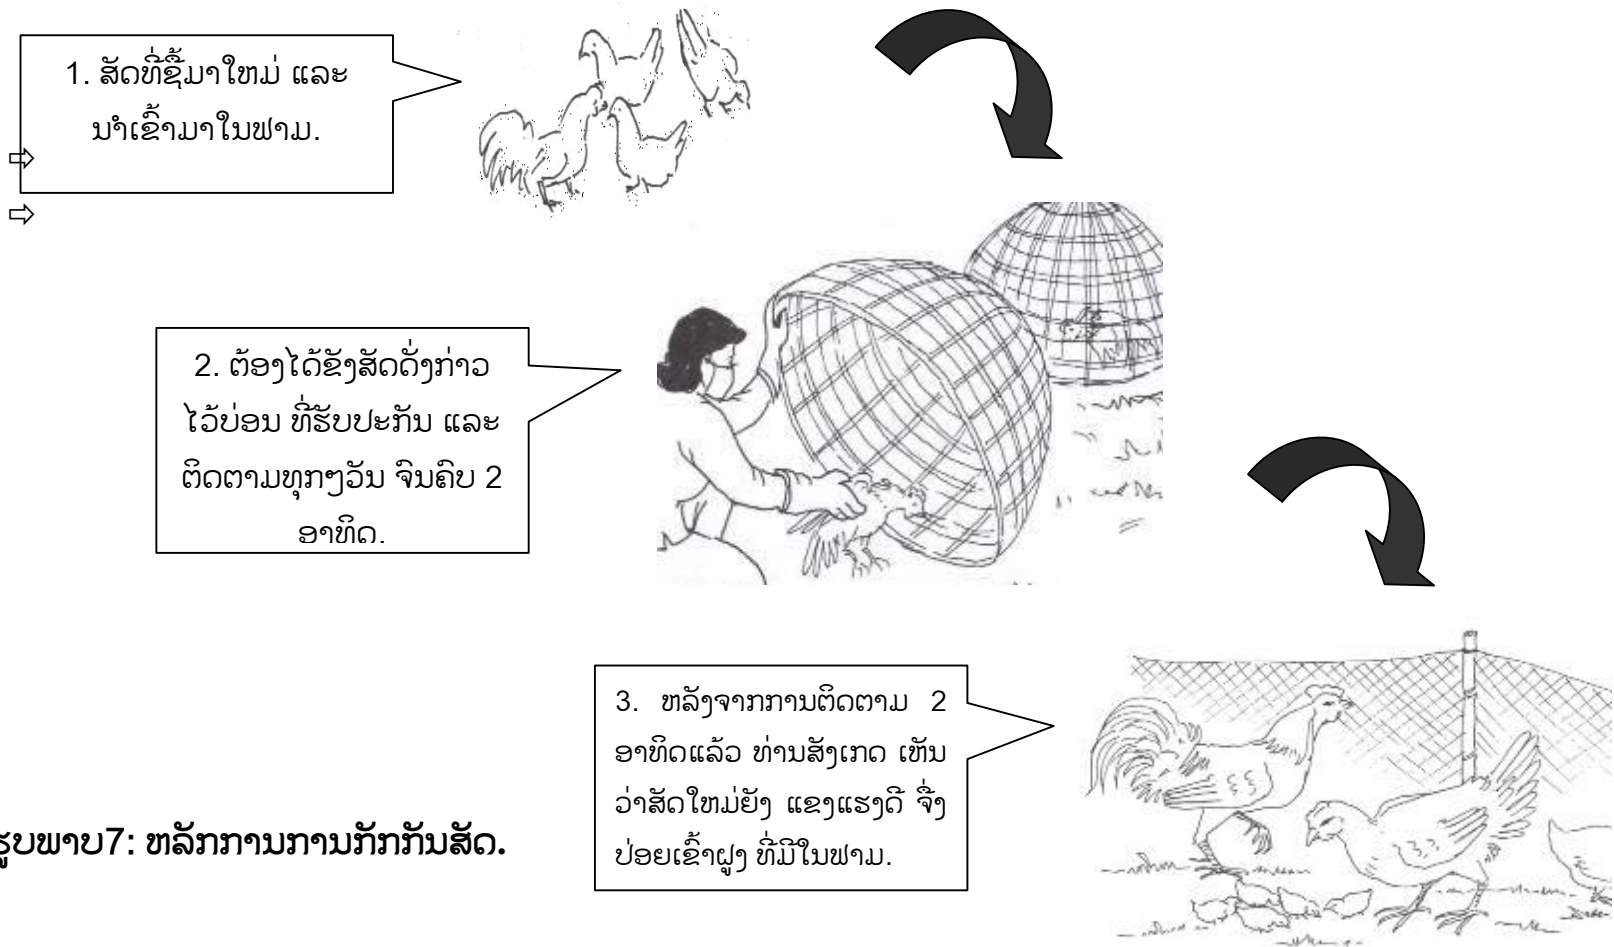 1. ສັດທີ່ຊື້ມາໃຫມ່ ແລະ
ນຳເຂົ້າມາໃນຟາມ.
⇨
⇨
2. ຕ້ອງໄດ້ຂັງສັດດັ່ງກ່າວ
ໄວ້ບ່ອນ ທີ່ຮັບປະກັນ ແລະ
ຕິດຕາມທຸກໆວັນ ຈົນຄົບ 2
ອາທິດ.
3. ຫລັງຈາກການຕິດຕາມ 2
ອາທິດແລ້ວ ທ່ານສັງເກດ ເຫັນ
ວ່າສັດໃຫມ່ຍັງ ແຂງແຮງດີ ຈຶ່ງ
ປ່ອຍເຂົ້າຝູງ ທີ່ມີໃນຟາມ.
ຮູບພາບ7: ຫລັກການການກັກກັນສັດ.